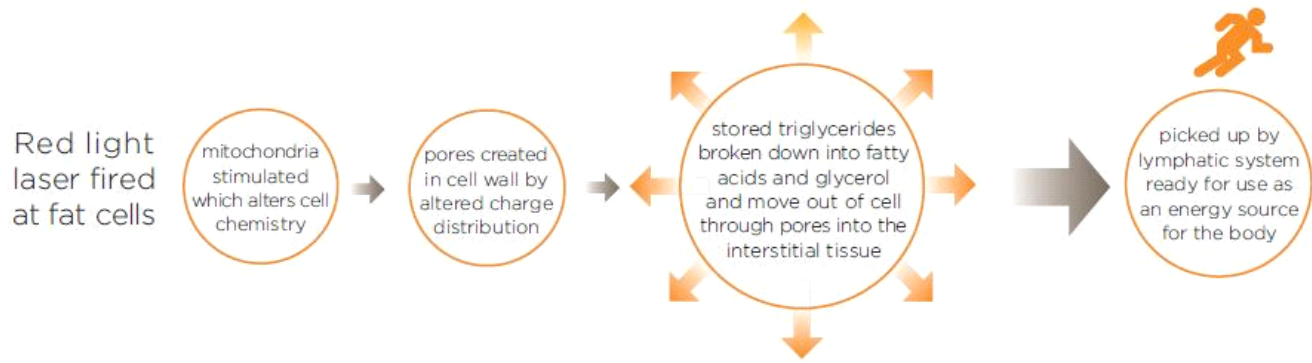 Red light
laser fired
at fat cells
mitochondria
stimulated
which alters cell
chemistry
pores created
in cell wall by
altered charge
distribution
stored triglycerides
broken down into fatty
acids and glycerol
and move out of cell
through pores into the
interstitial tissue
picked up by
lymphatic system
ready for use as
an energy source
for the body